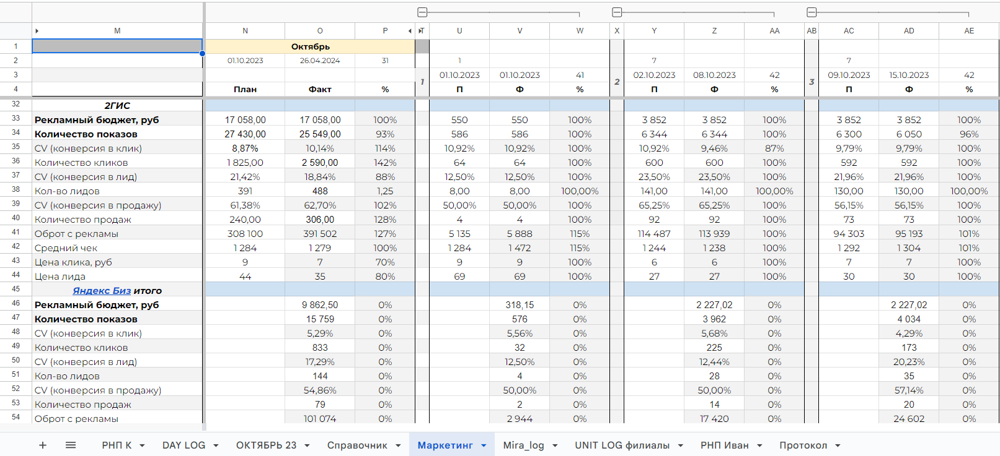 M N O P T U V W X Y Z AA AB AC AD AE
1 Октябрь
2 01.10.2023 26.04.2024 31 1 7 7
3 01.10.2023 01.10.2023 41 02.10.2023 08.10.2023 42 09.10.2023 15.10.2023 42
1 2 3
4 План Факт % П Ф % П Ф % П Ф %
32 2ГИС
33 Рекламный бюджет, руб 17 058,00 17 058,00 100% 550 550 100% 3 852 3 852 100% 3 852 3 852 100%
34 Количество показов 27 430,00 25 549,00 93% 586 586 100% 6 344 6 344 100% 6 300 6 050 96%
35 CV (конверсия в клик) 8,87% 10,14% 114% 10,92% 10,92% 100% 10,92% 9,46% 87% 9,79% 9,79% 100%
36 Количество кликов 1 825,00 2 590,00 142% 64 64 100% 600 600 100% 592 592 100%
37 CV (конверсия в лид) 21,42% 18,84% 88% 12,50% 12,50% 100% 23,50% 23,50% 100% 21,96% 21,96% 100%
38 Кол-во лидов 391 488 1,25 8,00 8,00 100,00% 141,00 141,00 100,00% 130,00 130,00 100,00%
39 CV (конверсия в продажу) 61,38% 62,70% 102% 50,00% 50,00% 100% 65,25% 65,25% 100% 56,15% 56,15% 100%
40 Количество продаж 240,00 306,00 128% 4 4 100% 92 92 100% 73 73 100%
41 Оброт с рекламы 308 100 391 502 127% 5 135 5 888 115% 114 487 113 939 100% 94 303 95 193 101%
42 Средний чек 1 284 1 279 100% 1 284 1 472 115% 1 244 1 238 100% 1 292 1 304 101%
43 Цена клика, руб 9 7 70% 9 9 100% 6 6 100% 7 7 100%
44 Цена лида 44 35 80% 69 69 100% 27 27 100% 30 30 100%
45 Яндекс Биз итого
46 Рекламный бюджет, руб 9 862,50 0% 318,15 0% 2 227,02 0% 2 227,02 0%
47 Количество показов 15 759 0% 576 0% 3 962 0% 4 034 0%
48 CV (конверсия в клик) 5,29% 0% 5,56% 0% 5,68% 0% 4,29% 0%
49 Количество кликов 833 0% 32 0% 225 0% 173 0%
50 CV (конверсия в лид) 17,29% 0% 12,50% 0% 12,44% 0% 20,23% 0%
51 Кол-во лидов 144 0% 4 0% 28 0% 35 0%
52 CV (конверсия в продажу) 54,86% 0% 50,00% 0% 50,00% 0% 57,14% 0%
53 Количество продаж 79 0% 2 0% 14 0% 20 0%
54 Оброт с рекламы 101 074 0% 2 944 0% 17 420 0% 24 602 0%
РНП К DAY LOG ОКТЯБРЬ 23 Справочник Маркетинг Mira_log UNIT LOG филиалы РНП Иван Протокол